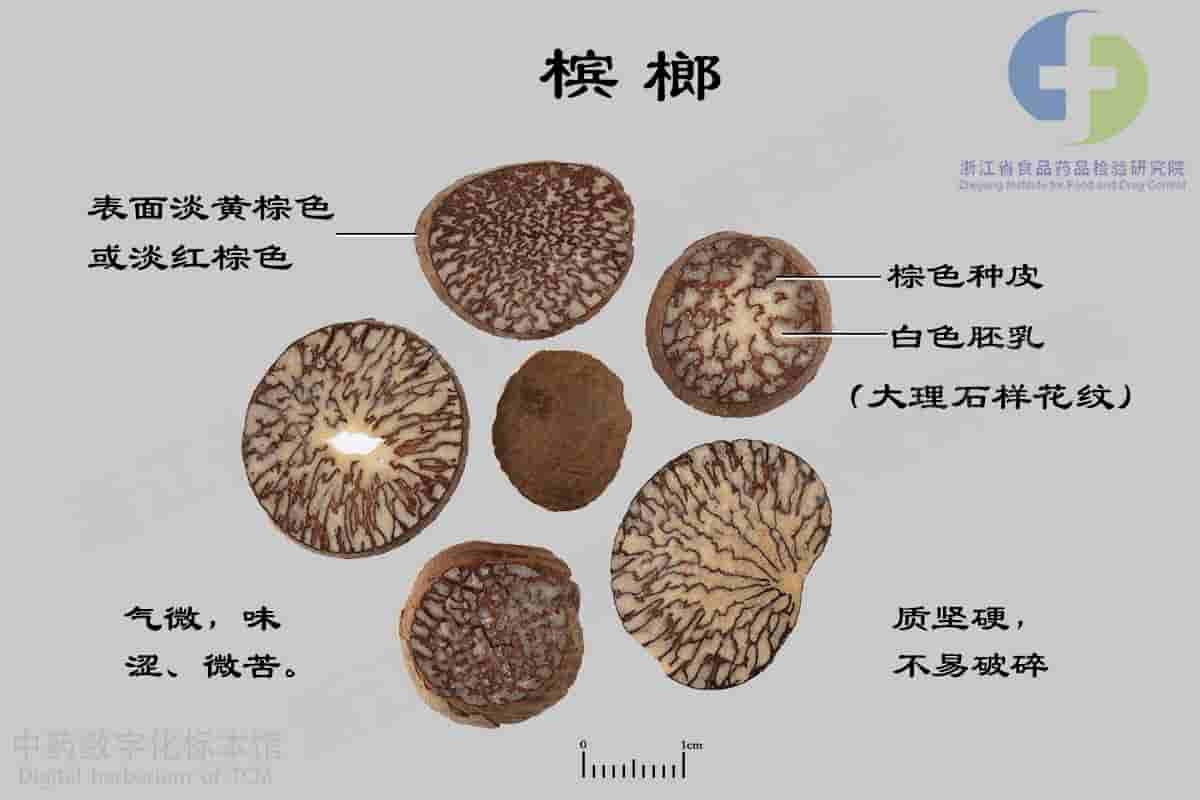 槟榔
浙江省食品药品检验研究院
Zhejiang Institute for Food and Drug Control
表面淡黄棕色
或淡红棕色
棕色种皮
白色胚乳
（大理石样花纹）
气微，味
涩、微苦。
质坚硬，
不易破碎
0 1cm
中药数字化标本馆
Digital herbarium of TCM